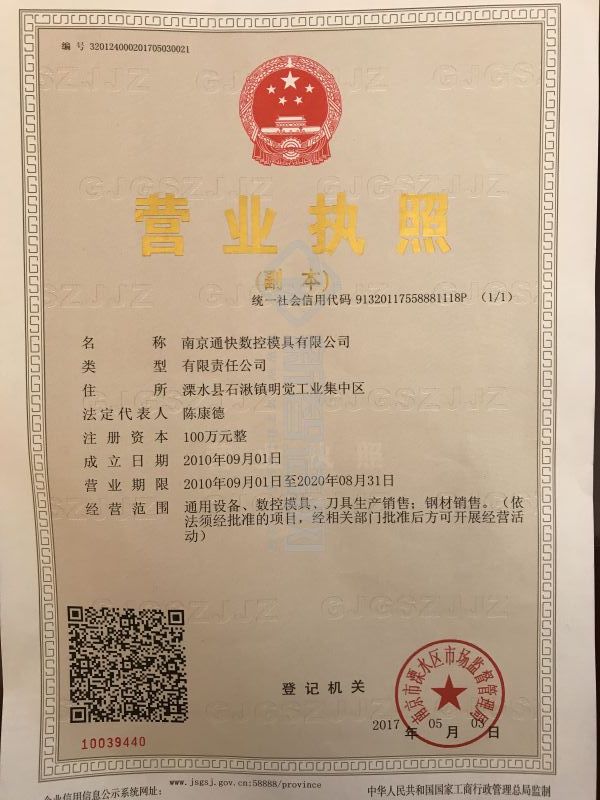 编 号 320124000201705030021
营业执照
(副 本)
统一社会信用代码 91320117558881118P (1/1)
名 称 南京通快数控模具有限公司
类 型 有限责任公司
住 所 溧水县石湫镇明觉工业集中区
法定代表人 陈康德
注册资本 100万元整
成立日期 2010年09月01日
营业期限 2010年09月01日至2020年08月31日
经营范围 通用设备、数控模具、刀具生产销售；钢材销售。（依
法须经批准的项目，经相关部门批准后方可开展经营活
动）
登记机关
南京市溧水区市场监督管理局
2017 年 05 月 03 日
10039440
www.jsgsj.gov.cn:58888/province
企业信用信息公示系统网址：
中华人民共和国国家工商行政管理总局监制